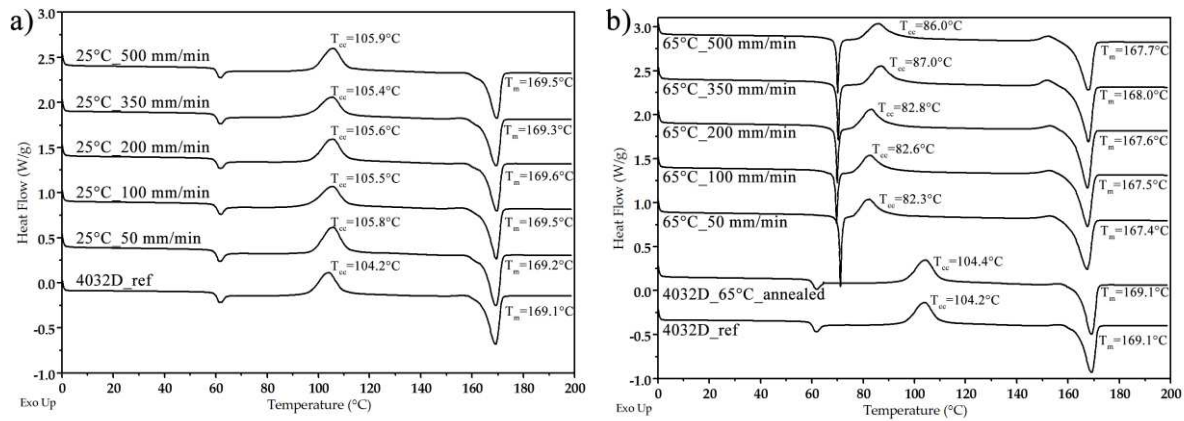 a)
25°C_500 mm/min
T_cc=105.9°C
T_m=169.5°C
25°C_350 mm/min
T_cc=105.4°C
T_m=169.3°C
25°C_200 mm/min
T_cc=105.6°C
T_m=169.6°C
25°C_100 mm/min
T_cc=105.5°C
T_m=169.5°C
25°C_50 mm/min
T_cc=105.8°C
T_m=169.2°C
4032D_ref
T_cc=104.2°C
T_m=169.1°C
3.0
2.5
2.0
1.5
1.0
0.5
0.0
-0.5
-1.0
Heat Flow (W/g)
0 20 40 60 80 100 120 140 160 180 200
Exo Up
Temperature (°C)
b)
65°C_500 mm/min
T_cc=86.0°C
T_m=167.7°C
65°C_350 mm/min
T_cc=87.0°C
T_m=168.0°C
65°C_200 mm/min
T_cc=82.8°C
T_m=167.6°C
65°C_100 mm/min
T_cc=82.6°C
T_m=167.5°C
65°C_50 mm/min
T_cc=82.3°C
T_m=167.4°C
4032D_65°C_annealed
T_cc=104.4°C
T_m=169.1°C
4032D_ref
T_cc=104.2°C
T_m=169.1°C
3.0
2.5
2.0
1.5
1.0
0.5
0.0
-0.5
-1.0
Heat Flow (W/g)
0 20 40 60 80 100 120 140 160 180 200
Exo Up
Temperature (°C)